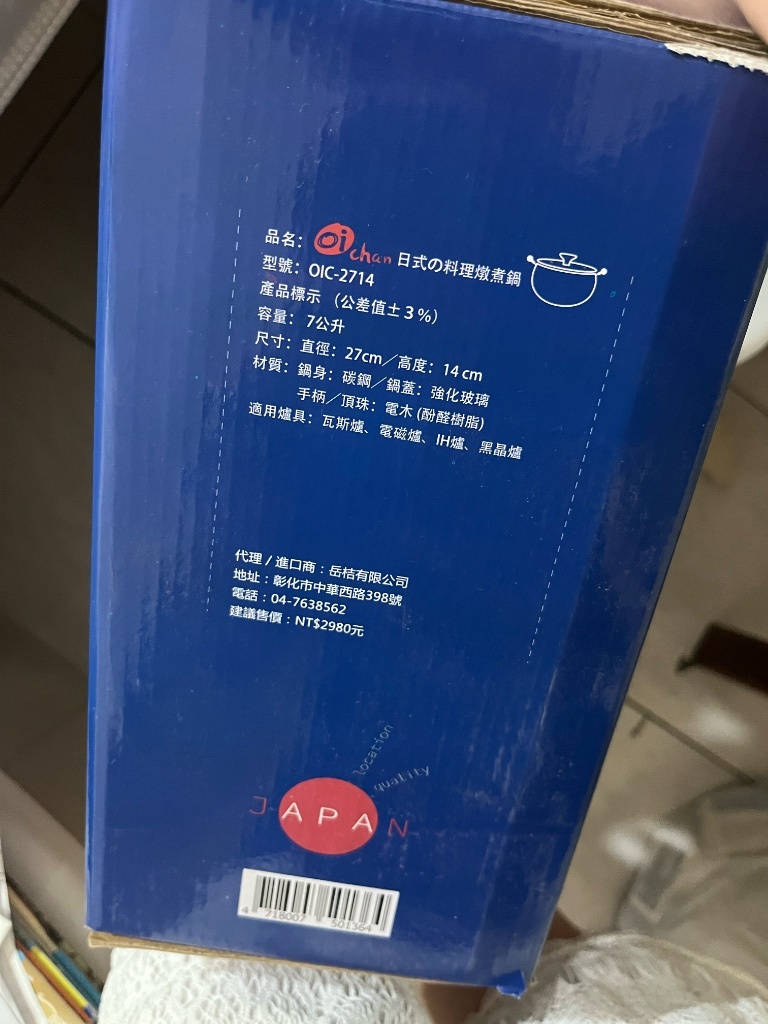 品名：Oichan 日式の料理燉煮鍋
型號：OIC-2714
產品標示（公差值±3%）
容量：7公升
尺寸：直徑：27cm／高度：14cm
材質：鍋身：碳鋼／鍋蓋：強化玻璃
手柄／頂珠：電木(酚醛樹脂)
適用爐具：瓦斯爐、電磁爐、IH爐、黑晶爐
代理/進口商：岳桔有限公司
地址：彰化市中華西路398號
電話：04-7638562
建議售價：NT$2980元
location
quality
JAPAN
4 718007 501364